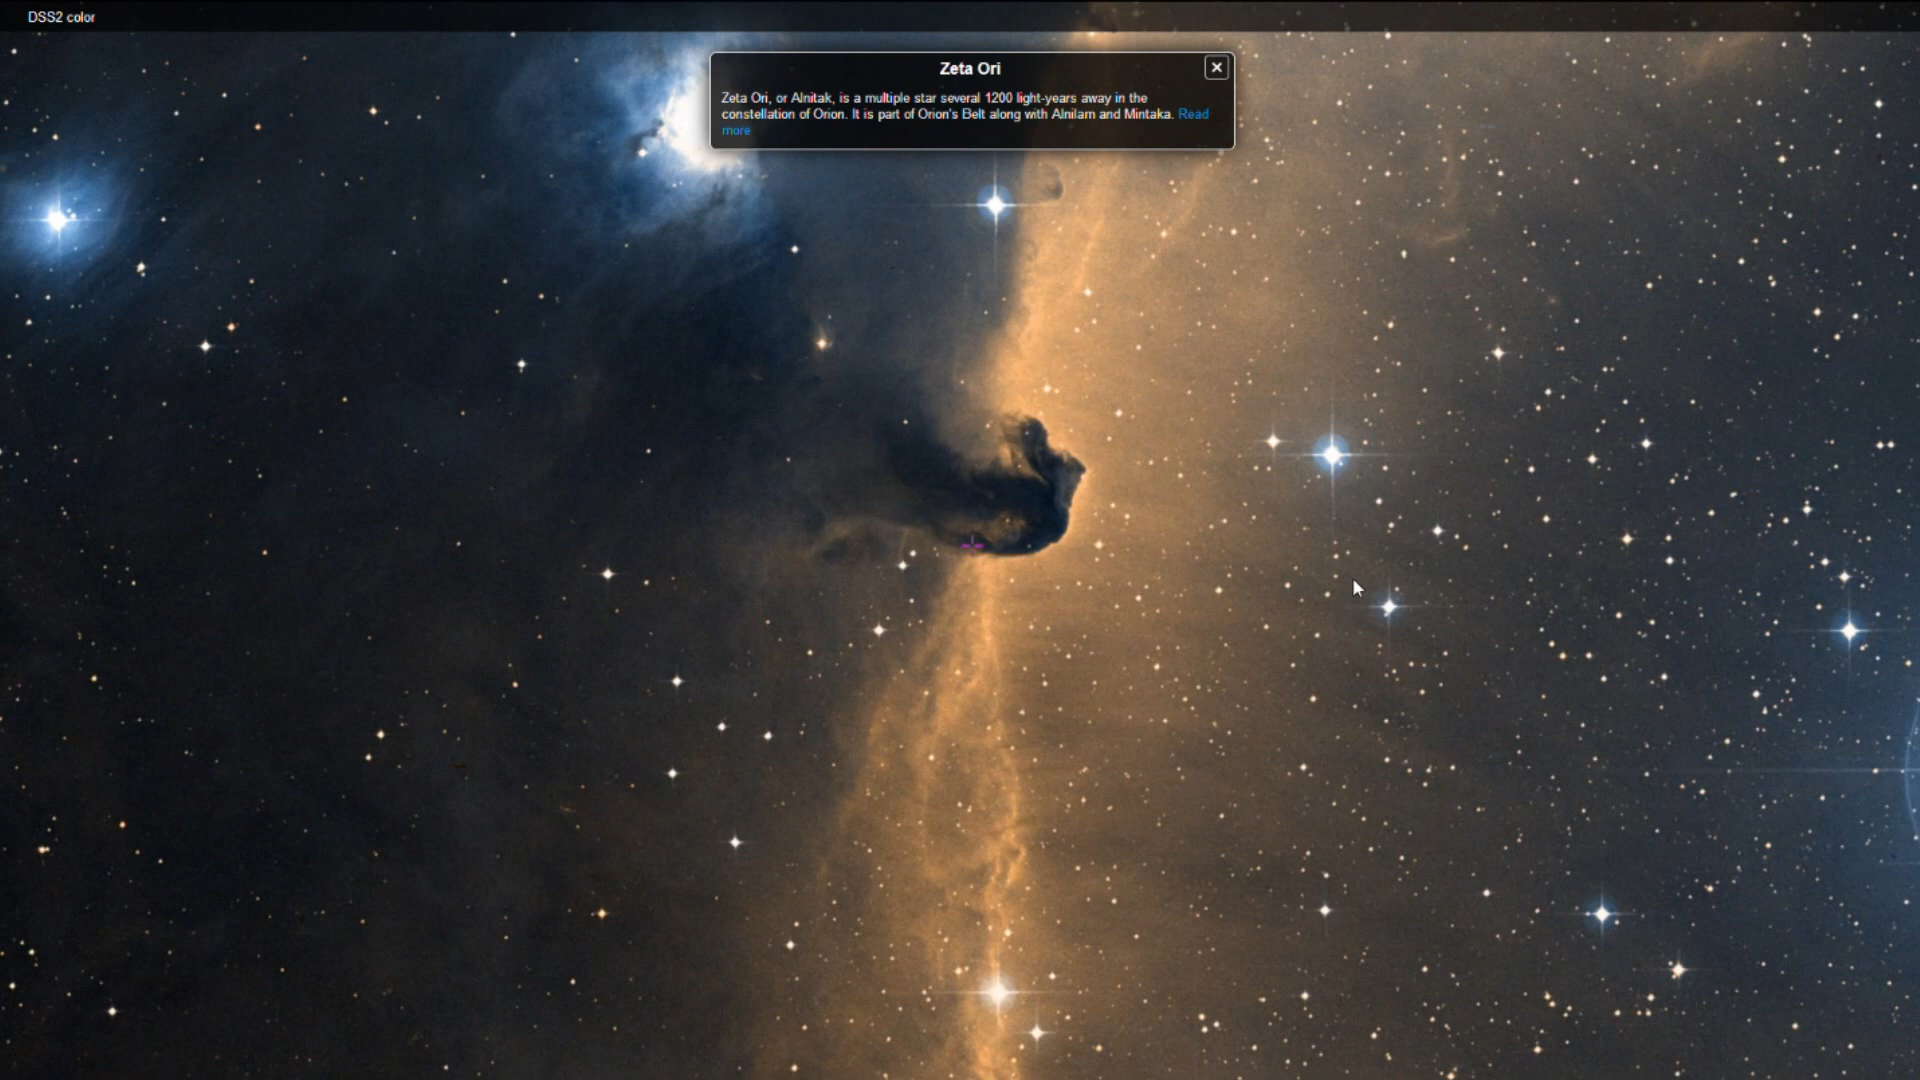 DSS2 color
Zeta Ori
Zeta Ori, or Alnitak, is a multiple star several 1200 light-years away in the
constellation of Orion. It is part of Orion's Belt along with Alnilam and Mintaka. Read
more